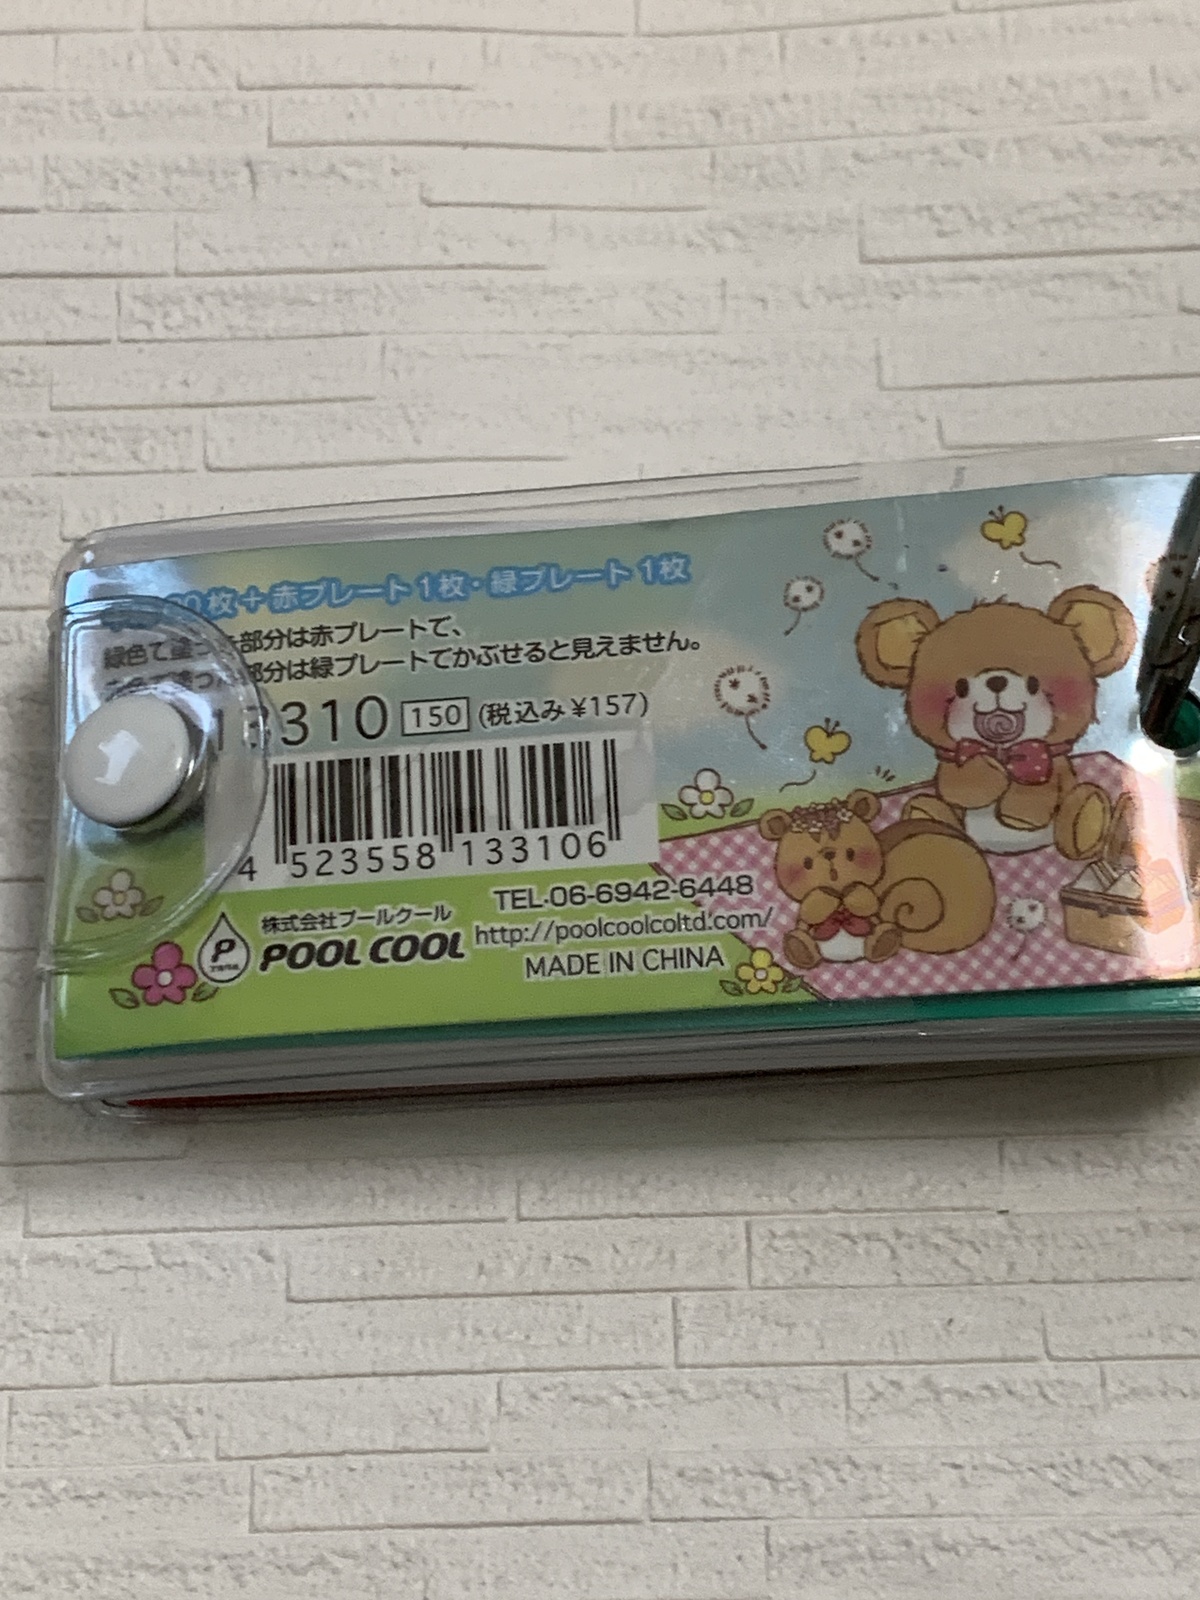 0枚+赤プレート1枚・緑プレート1枚
緑色で塗った部分は赤プレートで、
部分は緑プレートでかぶせると見えません。
13310 150 (税込み¥157)
4 523558 133106
TEL.06-6942-6448
株式会社プールクール
POOL COOL
http://poolcoolcoltd.com/
MADE IN CHINA